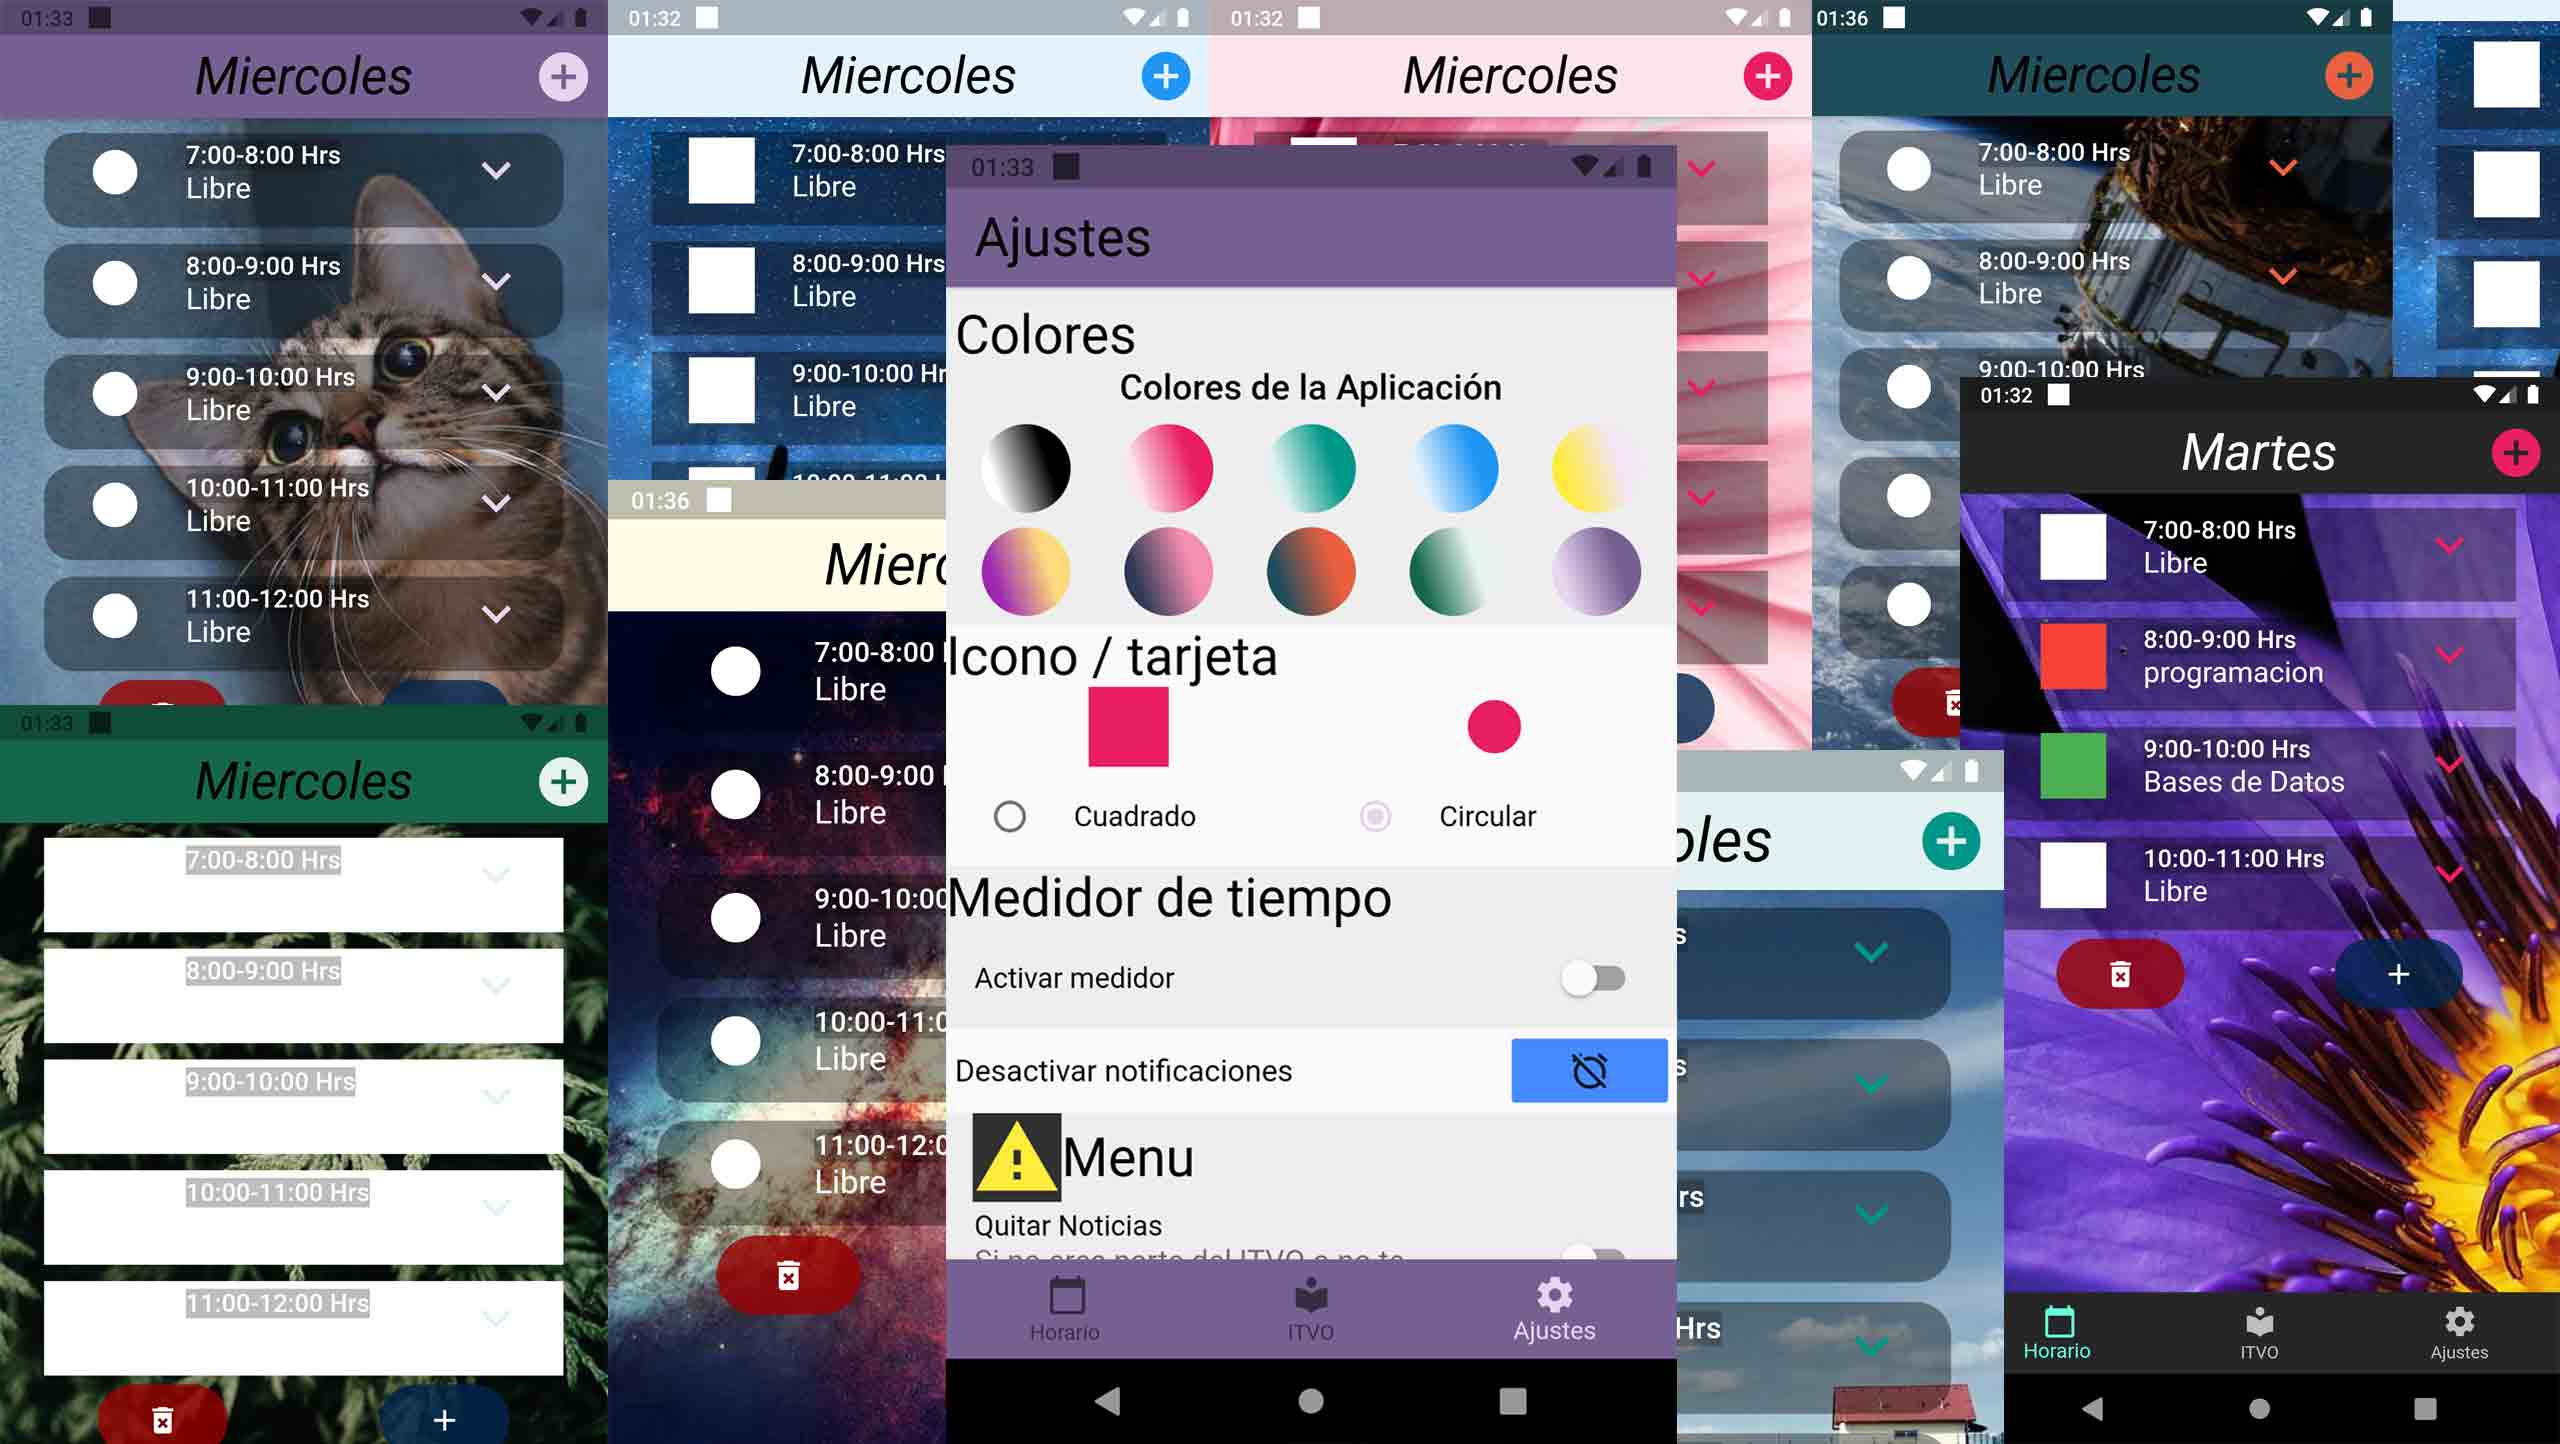 01:33
Miercoles
7:00-8:00 Hrs
Libre
8:00-9:00 Hrs
Libre
9:00-10:00 Hrs
Libre
10:00-11:00 Hrs
Libre
11:00-12:00 Hrs
Libre
01:33
Miercoles
7:00-8:00 Hrs
8:00-9:00 Hrs
9:00-10:00 Hrs
10:00-11:00 Hrs
11:00-12:00 Hrs
01:32
Miercoles
7:00-8:00 Hrs
Libre
8:00-9:00 Hrs
Libre
9:00-10:00 Hr
Libre
01:36
Mierc
7:00-8:00
Libre
8:00-9:00
Libre
9:00-10:00
Libre
10:00-11:0
Libre
11:00-12:0
Libre
01:32
Miercoles
01:33
Ajustes
Colores
Colores de la Aplicación
Icono / tarjeta
Cuadrado Circular
Medidor de tiempo
Activar medidor
Desactivar notificaciones
Menu
Quitar Noticias
Horario ITVO Ajustes
01:36
Miercoles
7:00-8:00 Hrs
Libre
8:00-9:00 Hrs
Libre
9:00-10:00 Hrs
oles
s
s
rs
Hrs
01:32
Martes
7:00-8:00 Hrs
Libre
8:00-9:00 Hrs
programacion
9:00-10:00 Hrs
Bases de Datos
10:00-11:00 Hrs
Libre
Horario ITVO Ajustes